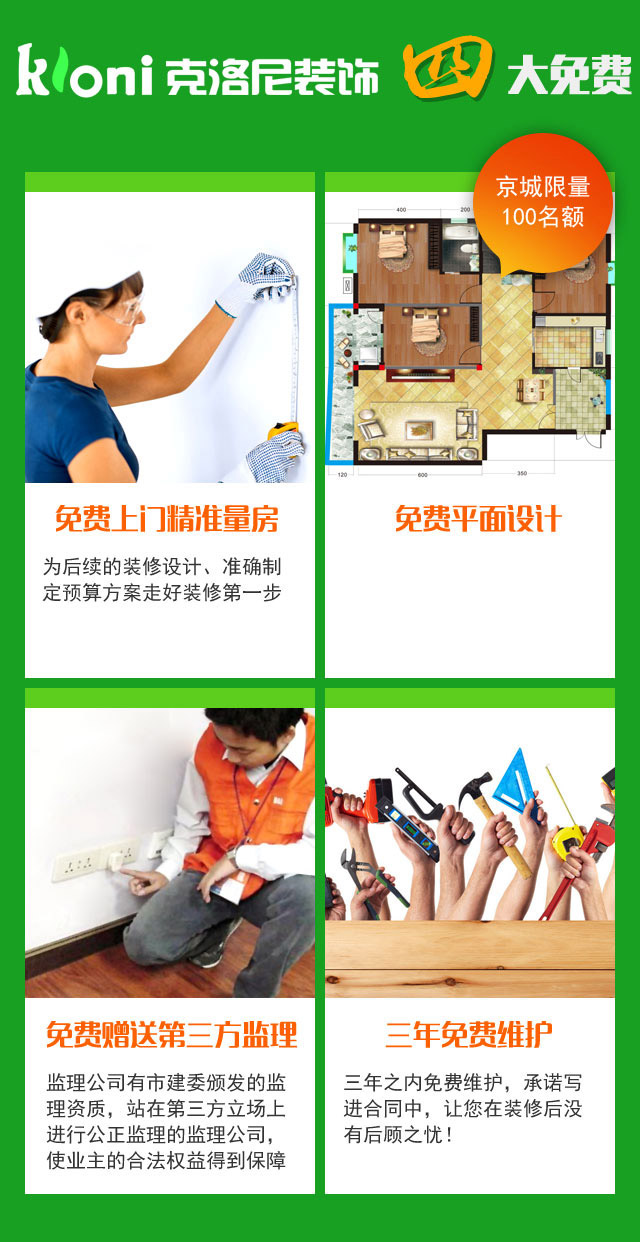 kloni 克洛尼装饰 四 大免费
京城限量
100名额
400
200
120
600
350
免费上门精准量房
为后续的装修设计、准确制
定预算方案走好装修第一步
免费平面设计
免费赠送第三方监理
监理公司有市建委颁发的监
理资质，站在第三方立场上
进行公正监理的监理公司，
使业主的合法权益得到保障
三年免费维护
三年之内免费维护，承诺写
进合同中，让您在装修后没
有后顾之忧！